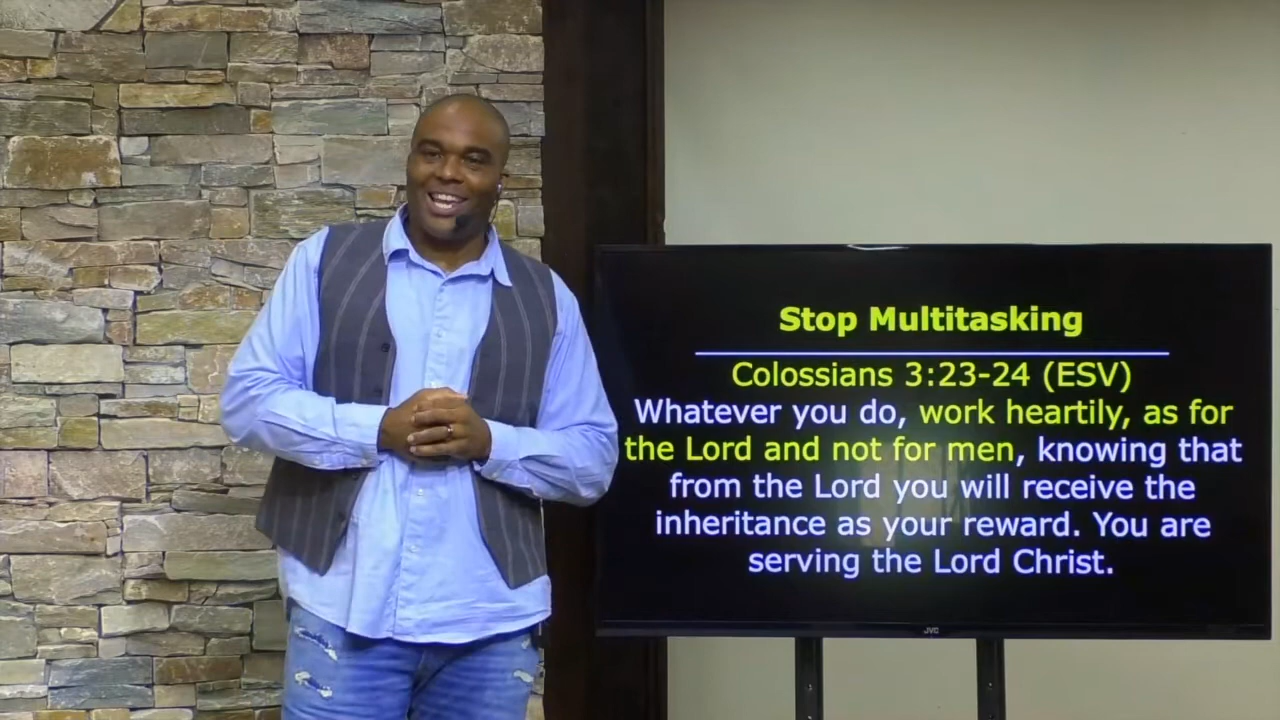 Stop Multitasking
Colossians 3:23-24 (ESV)
Whatever you do, work heartily, as for
the Lord and not for men, knowing that
from the Lord you will receive the
inheritance as your reward. You are
serving the Lord Christ.
JVC